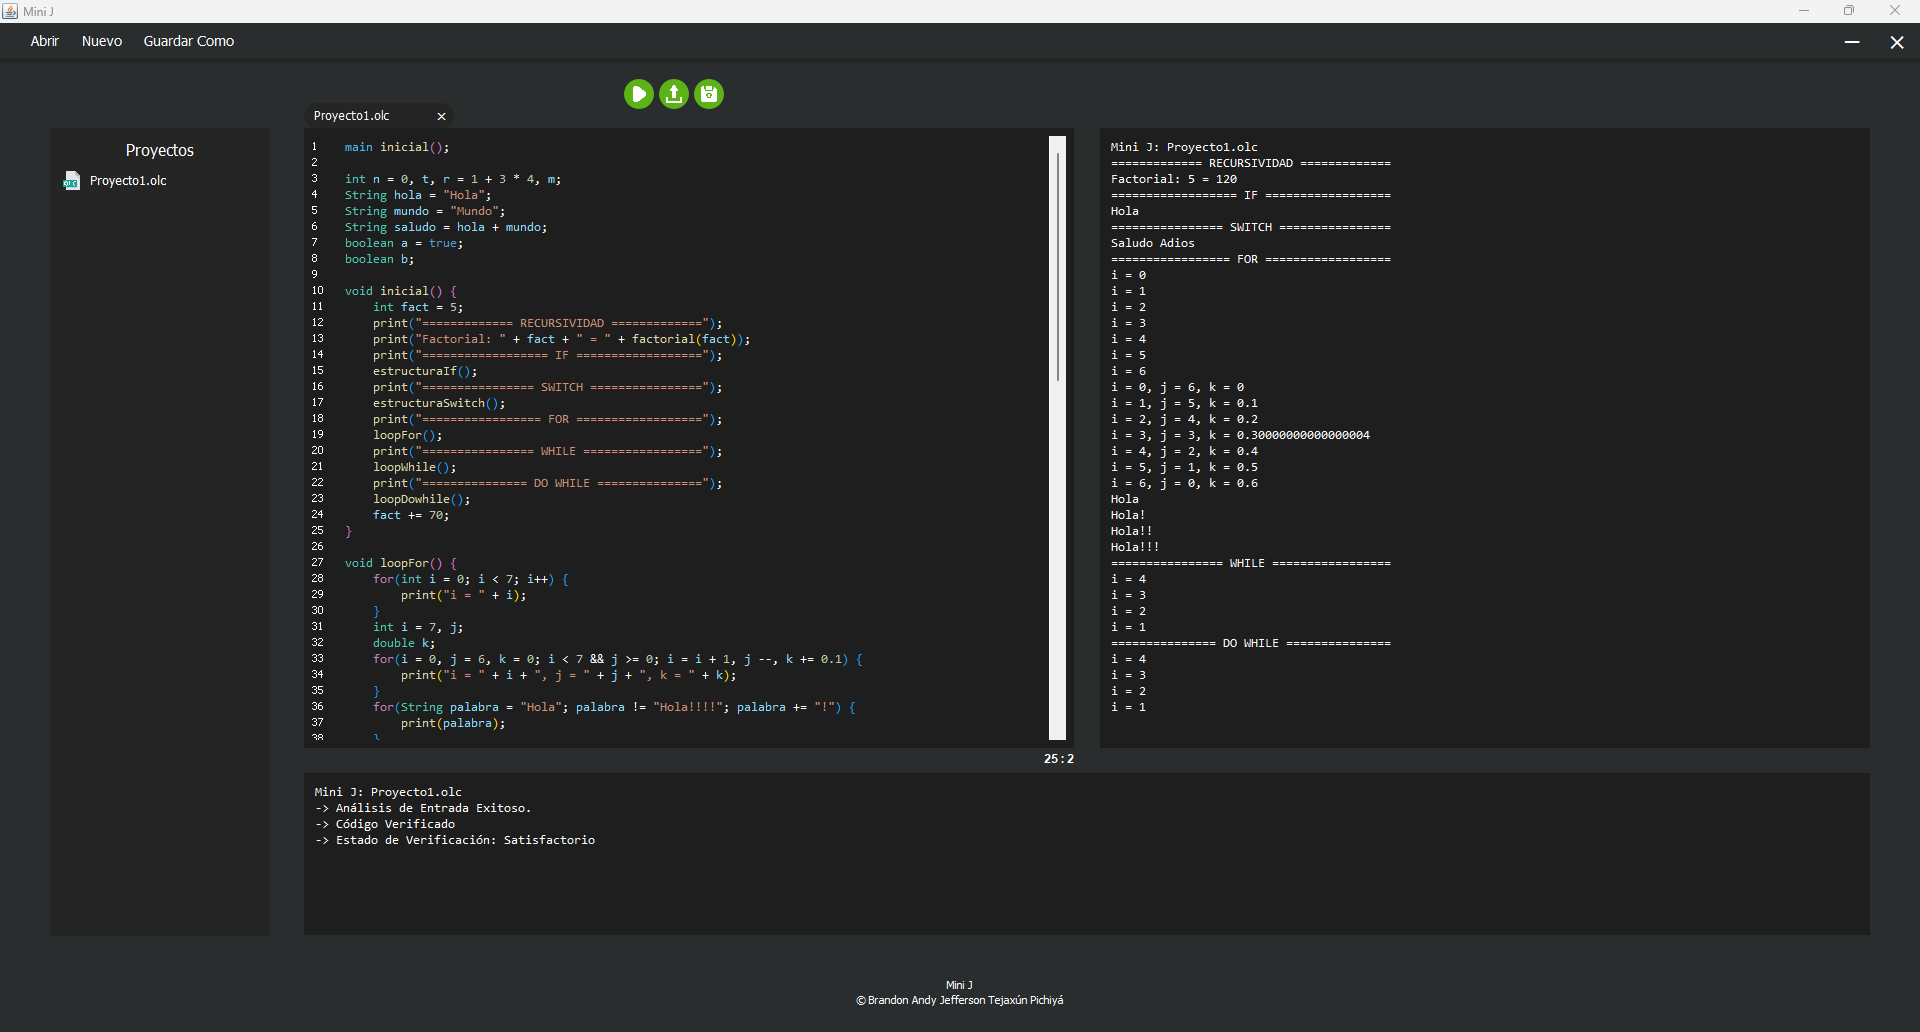 Mini J
Abrir Nuevo Guardar Como
Proyectos
Proyecto1.olc
Proyecto1.olc ×
1 main inicial();
2
3 int n = 0, t, r = 1 + 3 * 4, m;
4 String hola = "Hola";
5 String mundo = "Mundo";
6 String saludo = hola + mundo;
7 boolean a = true;
8 boolean b;
9
10 void inicial() {
11     int fact = 5;
12     print("============= RECURSIVIDAD =============");
13     print("Factorial: " + fact + " = " + factorial(fact));
14     print("================== IF ==================");
15     estructuraIf();
16     print("================ SWITCH ================");
17     estructuraSwitch();
18     print("================= FOR ==================");
19     loopFor();
20     print("================ WHILE =================");
21     loopWhile();
22     print("=============== DO WHILE ===============");
23     loopDowhile();
24     fact += 70;
25 }
26
27 void loopFor() {
28     for(int i = 0; i < 7; i++) {
29         print("i = " + i);
30     }
31     int i = 7, j;
32     double k;
33     for(i = 0, j = 6, k = 0; i < 7 && j >= 0; i = i + 1, j --, k += 0.1) {
34         print("i = " + i + ", j = " + j + ", k = " + k);
35     }
36     for(String palabra = "Hola"; palabra != "Hola!!!!"; palabra += "!") {
37         print(palabra);
38     }
25:2
Mini J: Proyecto1.olc
============= RECURSIVIDAD =============
Factorial: 5 = 120
================== IF ==================
Hola
================ SWITCH ================
Saludo Adios
================= FOR ==================
i = 0
i = 1
i = 2
i = 3
i = 4
i = 5
i = 6
i = 0, j = 6, k = 0
i = 1, j = 5, k = 0.1
i = 2, j = 4, k = 0.2
i = 3, j = 3, k = 0.30000000000000004
i = 4, j = 2, k = 0.4
i = 5, j = 1, k = 0.5
i = 6, j = 0, k = 0.6
Hola
Hola!
Hola!!
Hola!!!
================ WHILE =================
i = 4
i = 3
i = 2
i = 1
=============== DO WHILE ===============
i = 4
i = 3
i = 2
i = 1
Mini J: Proyecto1.olc
-> Análisis de Entrada Exitoso.
-> Código Verificado
-> Estado de Verificación: Satisfactorio
Mini J
© Brandon Andy Jefferson Tejaxún Pichiyá